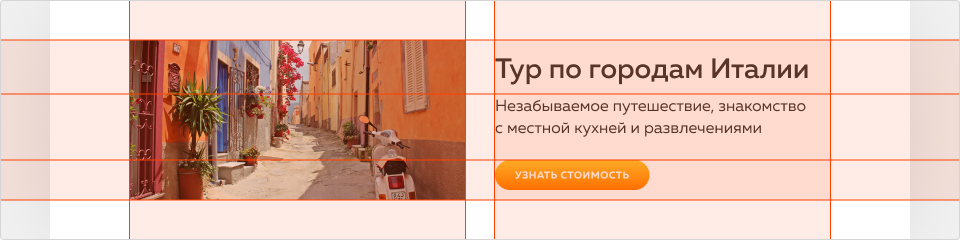 Тур по городам Италии
Незабываемое путешествие, знакомство
с местной кухней и развлечениями
УЗНАТЬ СТОИМОСТЬ